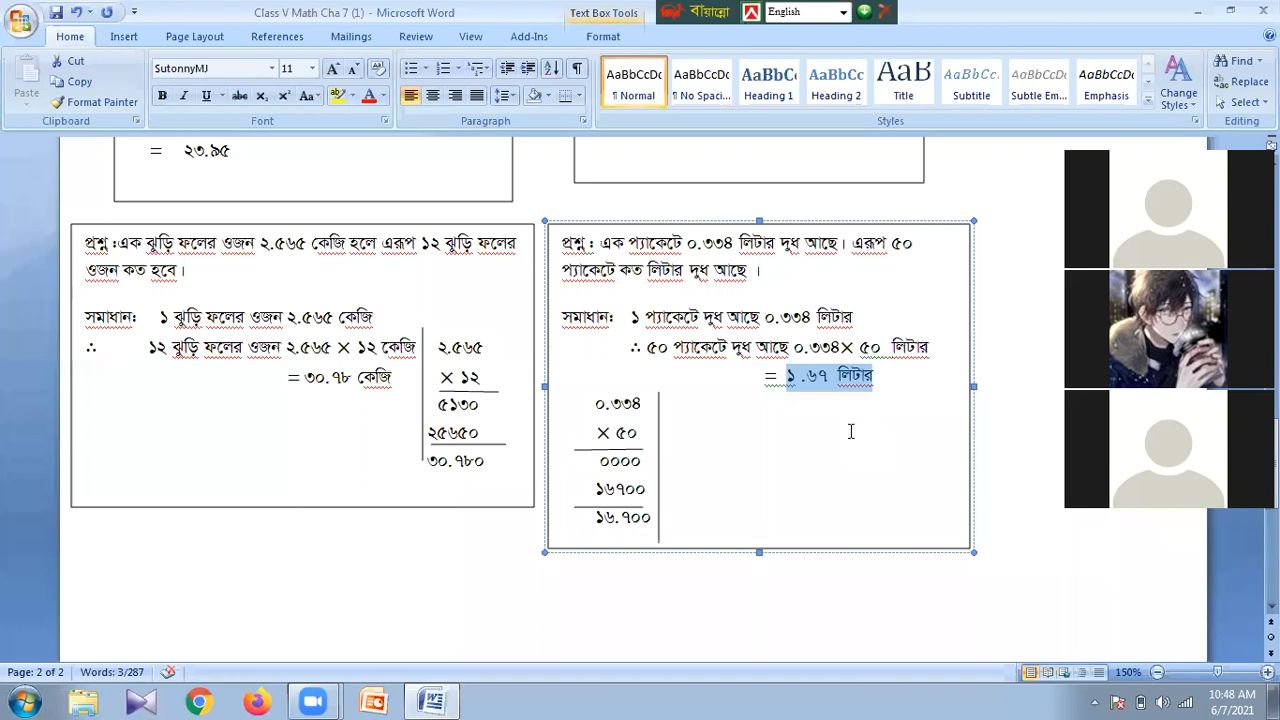 Class V Math Cha 7 (1) - Microsoft Word
Text Box Tools
বায়ান্নো
English
Home Insert Page Layout References Mailings Review View Add-Ins Format
Paste
Cut
Copy
Format Painter
Clipboard
SutonnyMJ 11
Font
Paragraph
AaBbCcDc AaBbCcDc AaBbCc AaBbCc AaB AaBbCc. AaBbCcDc AaBbCcDc
¶ Normal ¶ No Spaci... Heading 1 Heading 2 Title Subtitle Subtle Em... Emphasis
Change Styles
Styles
Find
Replace
Select
Editing
= ২৩.৯৫
প্রশ্ন :এক ঝুড়ি ফলের ওজন ২.৫৬৫ কেজি হলে এরূপ ১২ ঝুড়ি ফলের
ওজন কত হবে।
সমাধান: ১ ঝুড়ি ফলের ওজন ২.৫৬৫ কেজি
∴ ১২ ঝুড়ি ফলের ওজন ২.৫৬৫ × ১২ কেজি
= ৩০.৭৮ কেজি
২.৫৬৫
× ১২
৫১৩০
২৫৬৫০
৩০.৭৮০
প্রশ্ন : এক প্যাকেটে ০.৩৩৪ লিটার দুধ আছে। এরূপ ৫০
প্যাকেটে কত লিটার দুধ আছে ।
সমাধান: ১ প্যাকেটে দুধ আছে ০.৩৩৪ লিটার
∴ ৫০ প্যাকেটে দুধ আছে ০.৩৩৪× ৫০ লিটার
= ১ .৬৭ লিটার
০.৩৩৪
× ৫০
০০০০
১৬৭০০
১৬.৭০০
Page: 2 of 2 Words: 3/287 150%
10:48 AM
6/7/2021